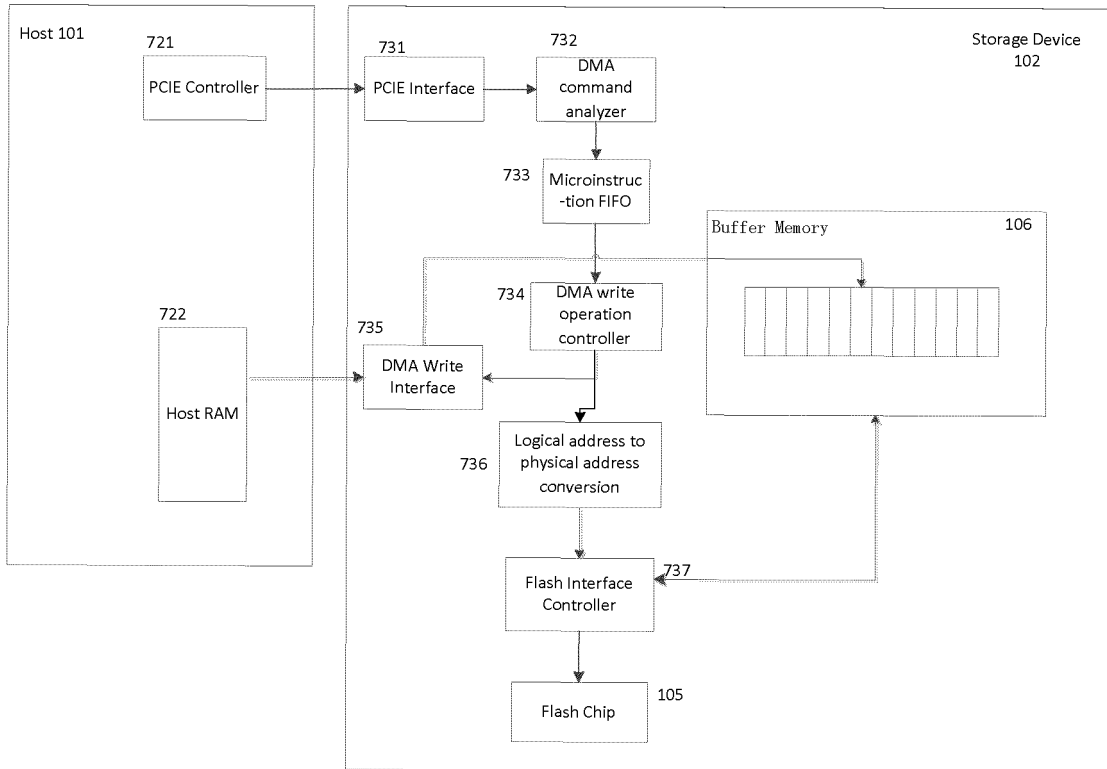 Host 101
721
PCIE Controller
731
PCIE Interface
732
DMA
command
analyzer
Storage Device
102
733
Microinstruc
-tion FIFO
Buffer Memory
106
734
DMA write
operation
controller
722
Host RAM
735
DMA Write
Interface
736
Logical address to
physical address
conversion
737
Flash Interface
Controller
105
Flash Chip